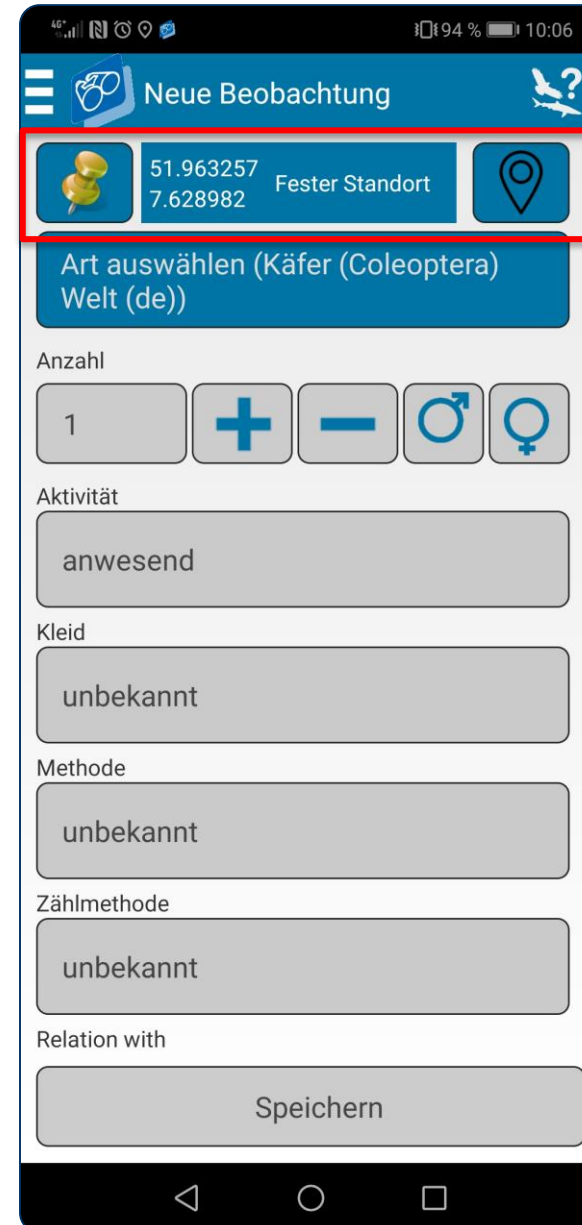 4G+ 94 % 10:06
Neue Beobachtung ?
51.963257
7.628982 Fester Standort
Art auswählen (Käfer (Coleoptera)
Welt (de))
Anzahl
1
Aktivität
anwesend
Kleid
unbekannt
Methode
unbekannt
Zählmethode
unbekannt
Relation with
Speichern